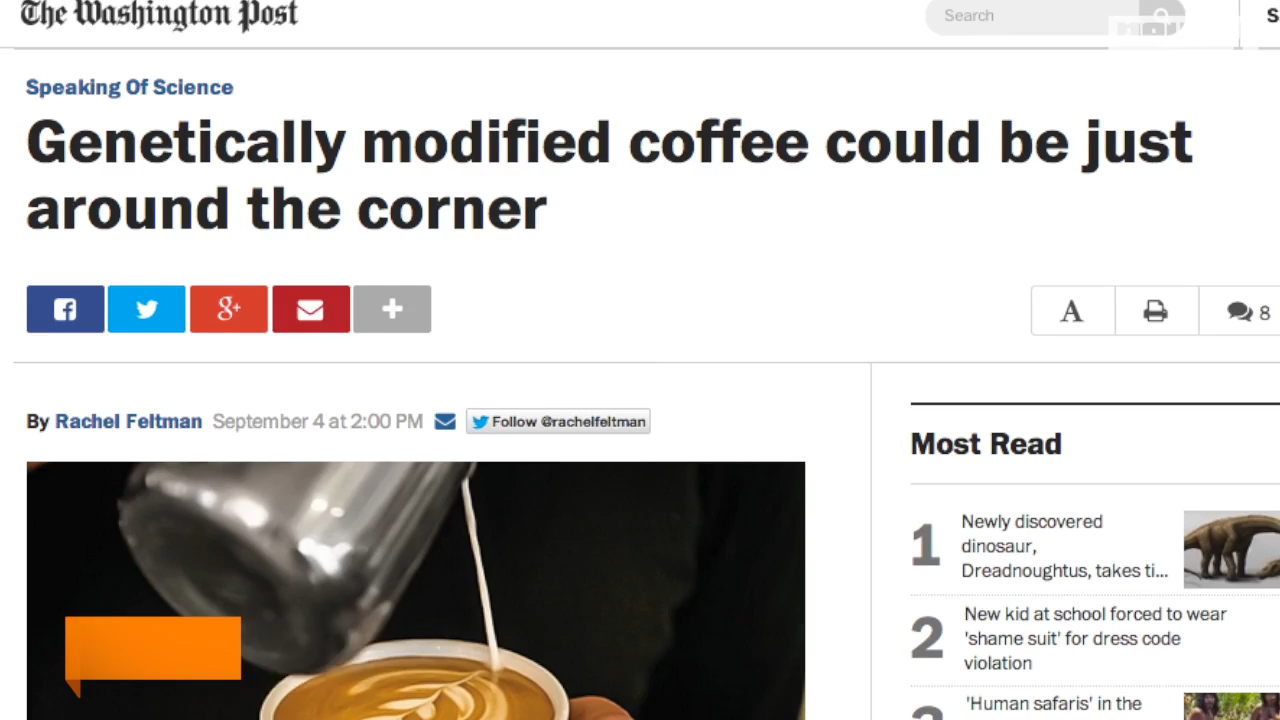 The Washington Post
Search
S
Speaking Of Science
Genetically modified coffee could be just
around the corner
A
8
By Rachel Feltman September 4 at 2:00 PM
Follow @rachelfeltman
Most Read
1
Newly discovered
dinosaur,
Dreadnoughtus, takes ti...
2
New kid at school forced to wear
'shame suit' for dress code
violation
'Human safaris' in the